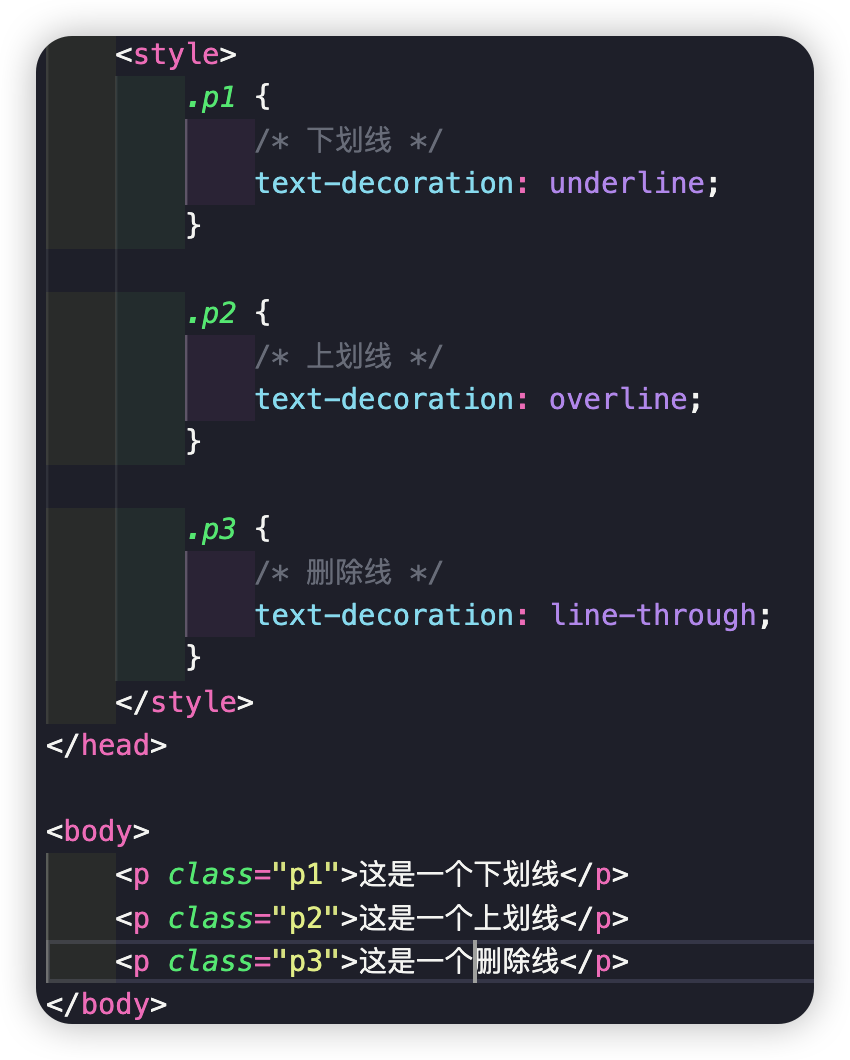 <style>
.p1 {
/* 下划线 */
text-decoration: underline;
}
.p2 {
/* 上划线 */
text-decoration: overline;
}
.p3 {
/* 删除线 */
text-decoration: line-through;
}
</style>
</head>
<body>
<p class="p1">这是一个下划线</p>
<p class="p2">这是一个上划线</p>
<p class="p3">这是一个删除线</p>
</body>